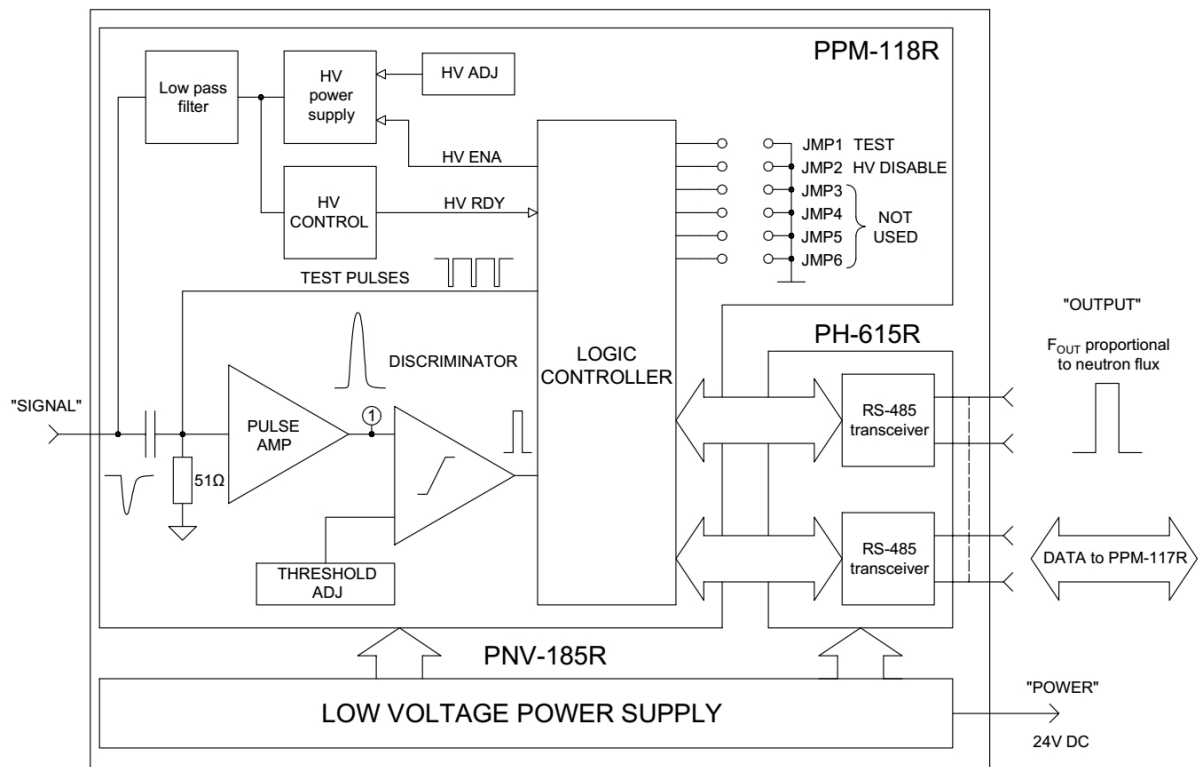 PPM-118R
Low pass
filter
HV
power
supply
HV ADJ
HV ENA
HV
CONTROL
HV RDY
JMP1 TEST
JMP2 HV DISABLE
JMP3
JMP4
JMP5
JMP6
NOT
USED
TEST PULSES
DISCRIMINATOR
LOGIC
CONTROLLER
"SIGNAL"
PULSE
AMP
1
51Ω
THRESHOLD
ADJ
PH-615R
RS-485
transceiver
RS-485
transceiver
"OUTPUT"
FOUT proportional
to neutron flux
DATA to PPM-117R
PNV-185R
LOW VOLTAGE POWER SUPPLY
"POWER"
24V DC